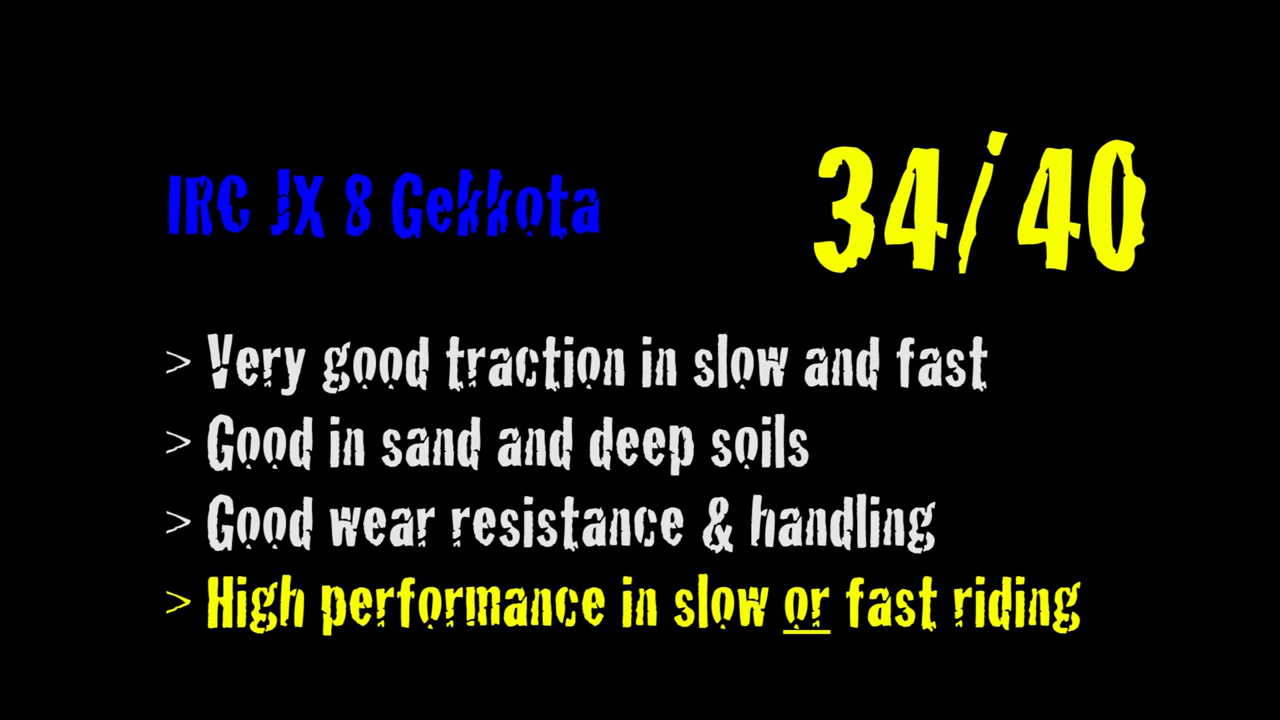 IRC JX 8 Gekkota
34/40
> Very good traction in slow and fast
> Good in sand and deep soils
> Good wear resistance & handling
> High performance in slow or fast riding